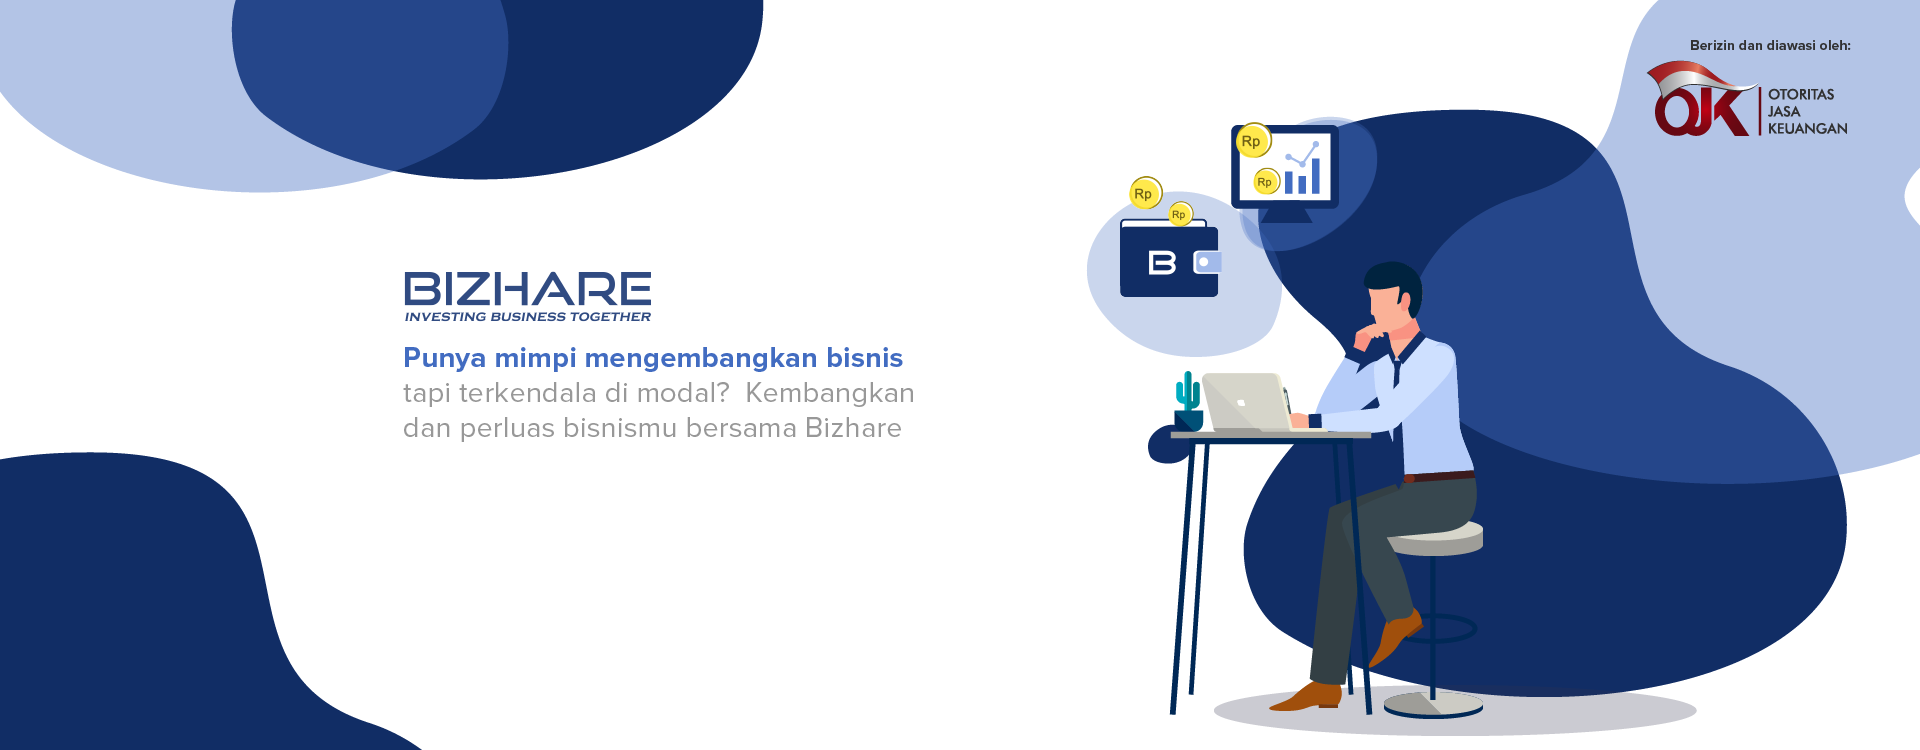 Berizin dan diawasi oleh:
OJK
OTORITAS
JASA
KEUANGAN
Rp
Rp
Rp
Rp
B
BIZHARE
INVESTING BUSINESS TOGETHER
Punya mimpi mengembangkan bisnis
tapi terkendala di modal? Kembangkan
dan perluas bisnismu bersama Bizhare